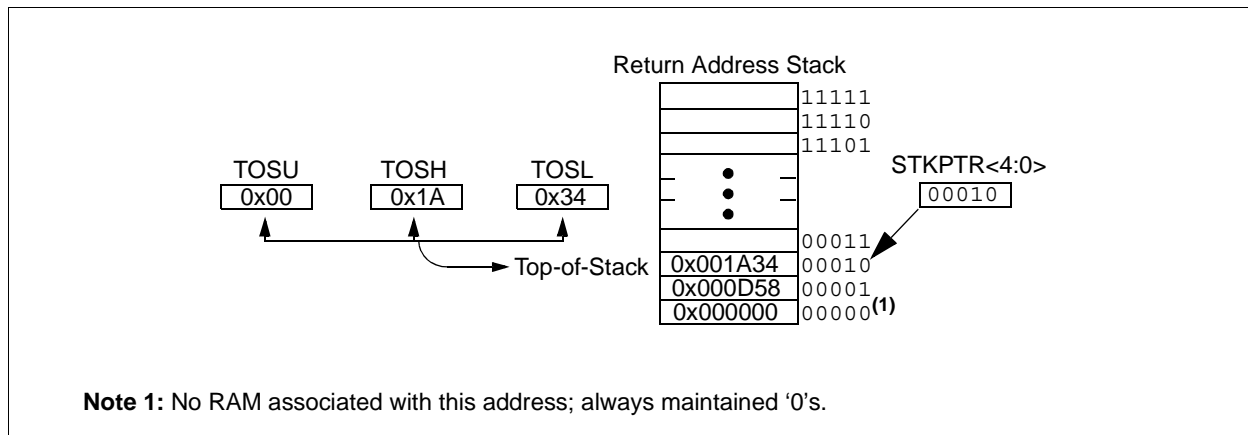 Return Address Stack
11111
11110
11101
TOSU TOSH TOSL STKPTR<4:0>
0x00 0x1A 0x34 00010
00011
Top-of-Stack 0x001A34 00010
0x000D58 00001
0x000000 00000(1)
Note 1: No RAM associated with this address; always maintained ‘0’s.